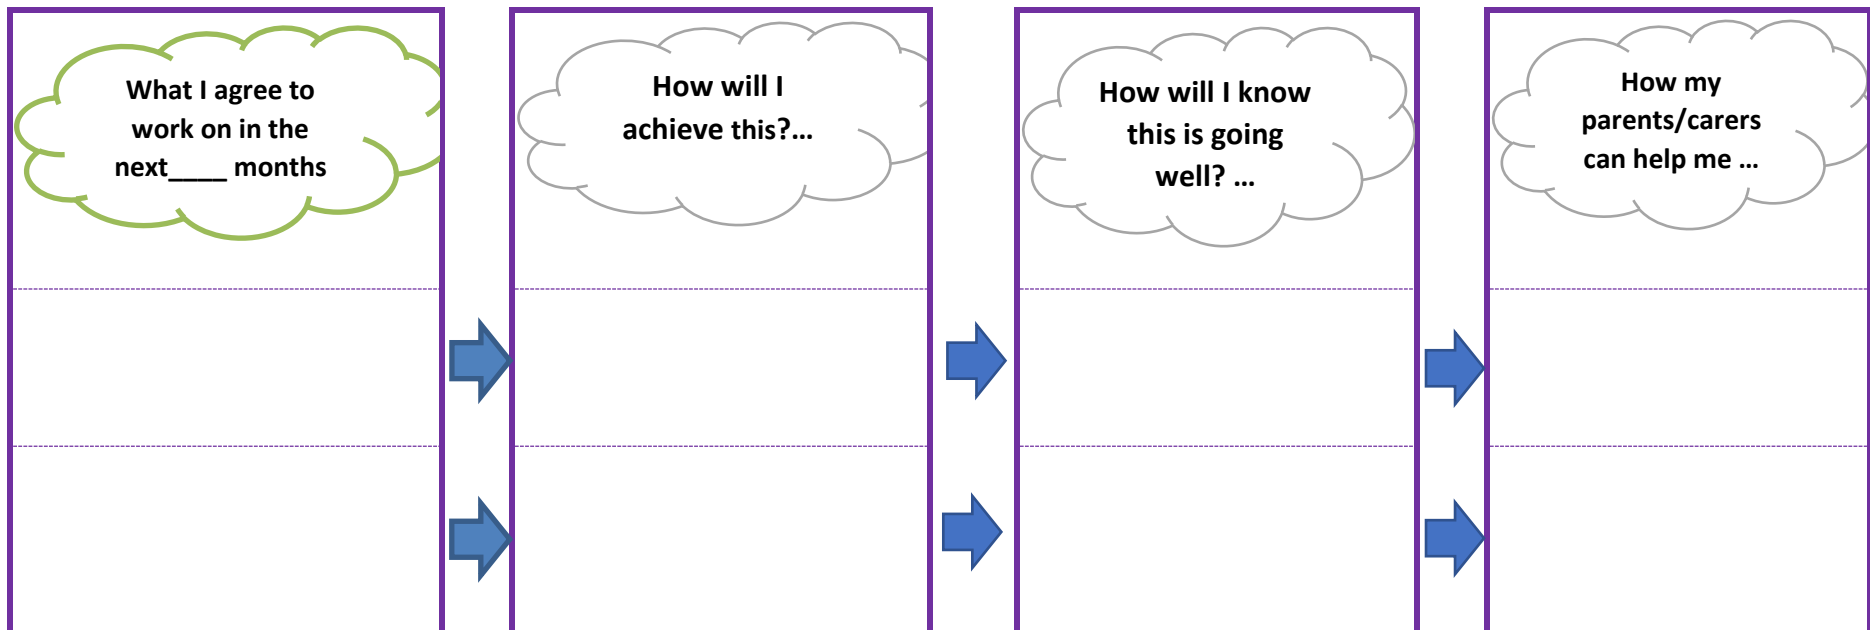 What I agree to
work on in the
next____ months
How will I
achieve this?...
How will I know
this is going
well? ...
How my
parents/carers
can help me ...